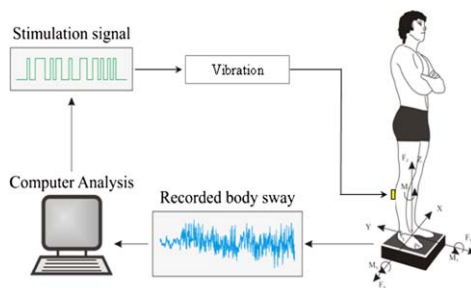 Stimulation signal
Vibration
Computer Analysis
Recorded body sway
F
Z
M
X
Y
F
M
M
F